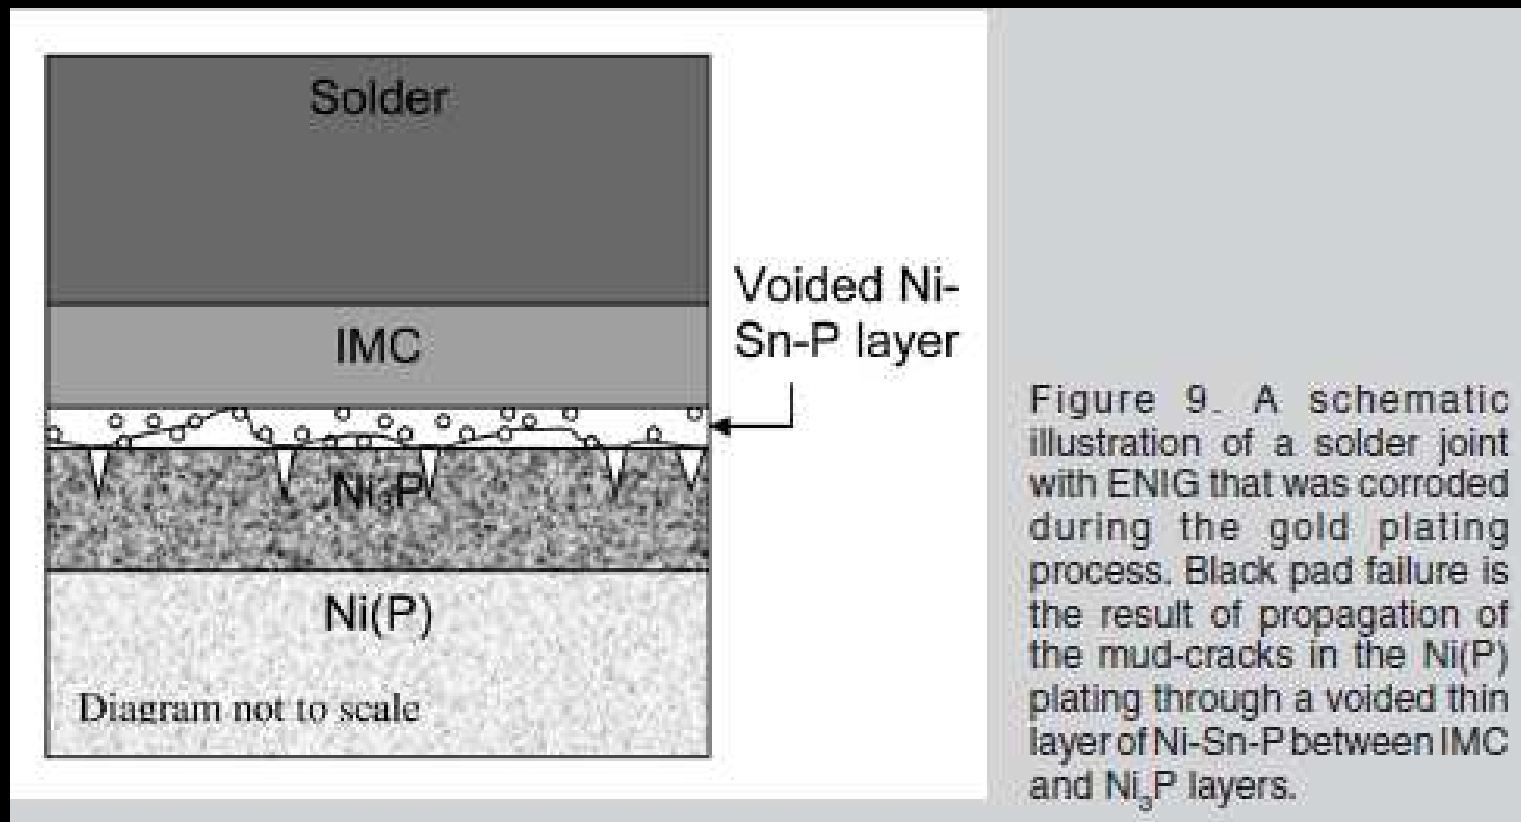 Solder
IMC
Voided Ni-
Sn-P layer
Ni₃P
Ni(P)
Diagram not to scale
Figure 9. A schematic
illustration of a solder joint
with ENIG that was corroded
during the gold plating
process. Black pad failure is
the result of propagation of
the mud-cracks in the Ni(P)
plating through a voided thin
layer of Ni-Sn-P between IMC
and Ni₃P layers.